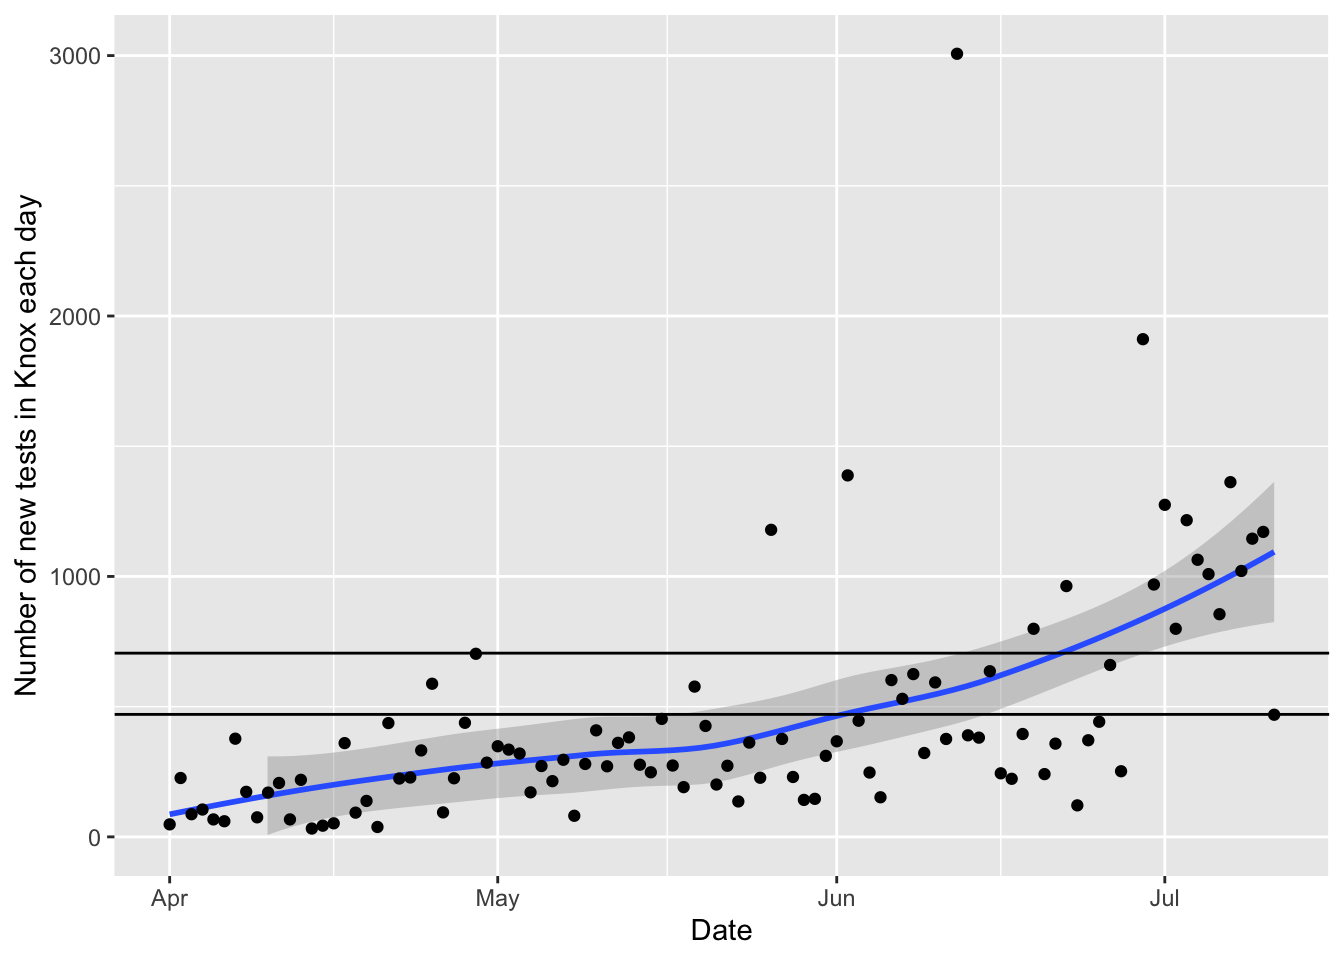 Number of new tests in Knox each day
3000
2000
1000
0
Apr
May
Jun
Jul
Date